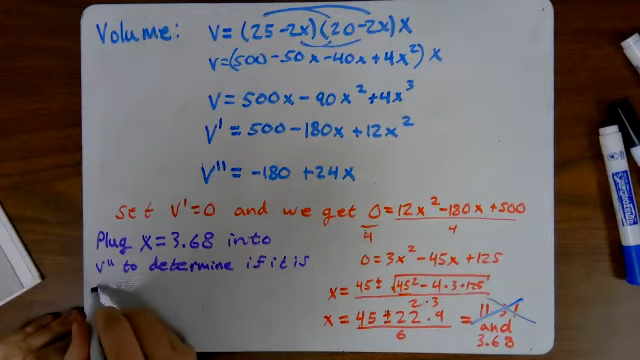 Volume: V = (25 - 2x)(20 - 2x)x
V = (500 - 50x - 40x + 4x²) x
V = 500x - 90x² + 4x³
V' = 500 - 180x + 12x²
V'' = -180 + 24x
set V' = 0 and we get 0 = 12x² - 180x + 500
4 4
Plug x = 3.68 into
V'' to determine if it is
0 = 3x² - 45x + 125
x = 45 ± √45² - 4·3·125
2·3
x = 45 ± 22.9 =
6
and
3.68